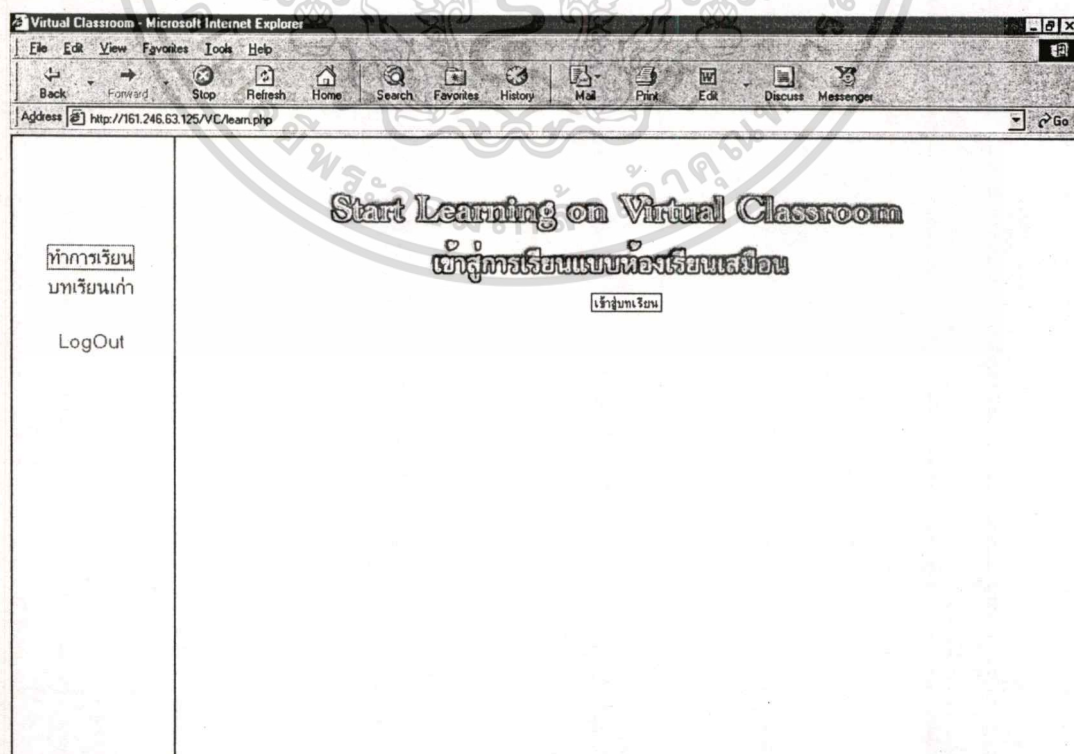 Virtual Classroom - Microsoft Internet Explorer
File Edit View Favorites Tools Help
Back Forward Stop Refresh Home Search Favorites History Mail Print Edit Discuss Messenger
Address http://161.246.63.125/VC/learn.php Go
Start Learning on Virtual Classroom
เข้าสู่การเรียนแบบห้องเรียนเสมือน
เข้าสู่บทเรียน
ทำการเรียน
บทเรียนเก่า
LogOut